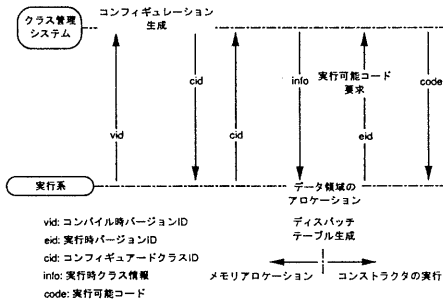 クラス管理
システム
コンフィギュレーション
生成
vid
cid
cid
info
実行可能コード
要求
eid
code
実行系
データ領域の
アロケーション
ディスパッチ
テーブル生成
メモリアロケーション
コンストラクタの実行
vid: コンパイル時バージョンID
eid: 実行時バージョンID
cid: コンフィギュアードクラスID
info: 実行時クラス情報
code: 実行可能コード